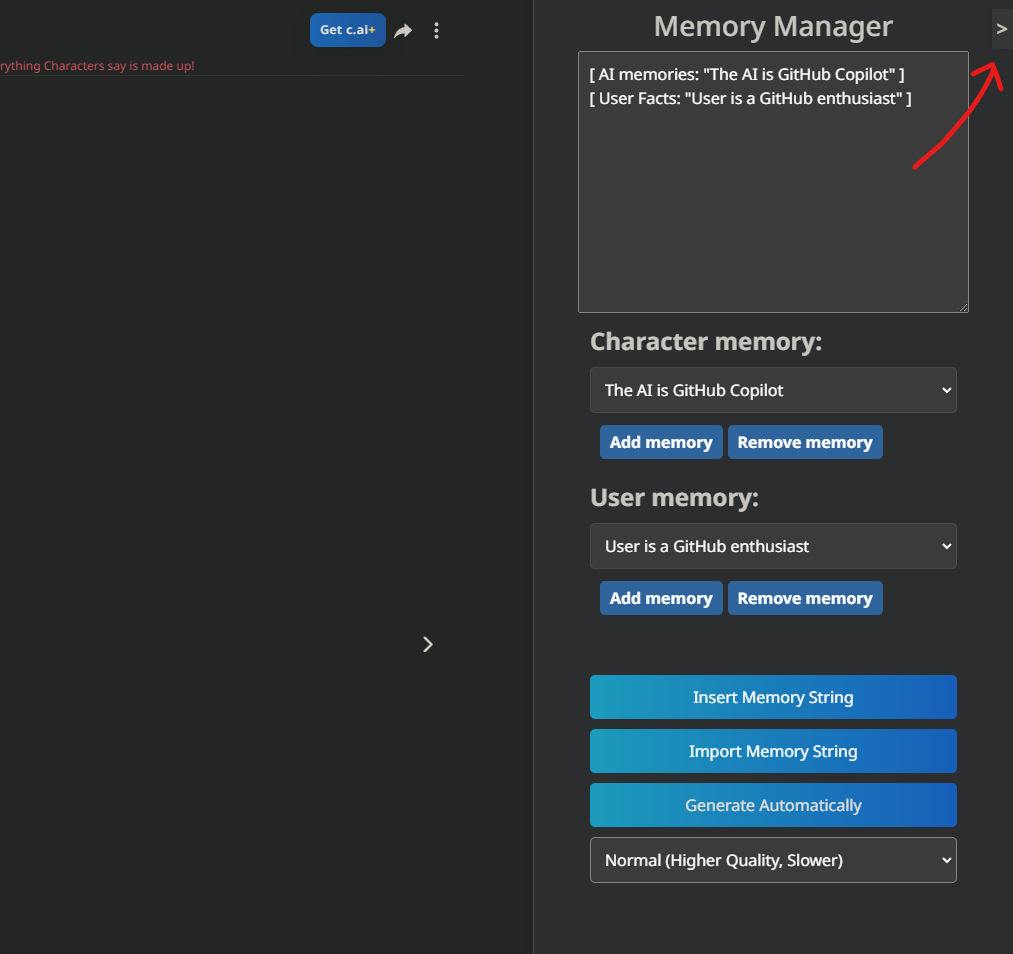 Get c.ai+
rything Characters say is made up!
Memory Manager
>
[ AI memories: "The AI is GitHub Copilot" ]
[ User Facts: "User is a GitHub enthusiast" ]
Character memory:
The AI is GitHub Copilot
Add memory Remove memory
User memory:
User is a GitHub enthusiast
Add memory Remove memory
Insert Memory String
Import Memory String
Generate Automatically
Normal (Higher Quality, Slower)